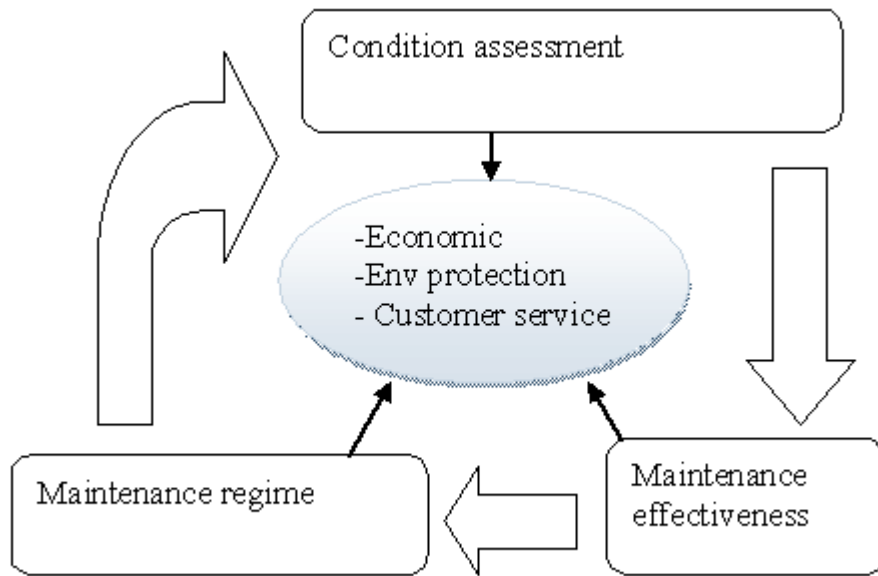 Condition assessment
-Economic
-Env protection
- Customer service
Maintenance regime
Maintenance
effectiveness